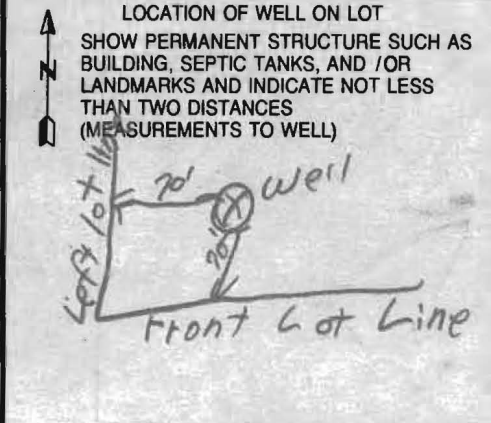 LOCATION OF WELL ON LOT
N
SHOW PERMANENT STRUCTURE SUCH AS
BUILDING, SEPTIC TANKS, AND /OR
LANDMARKS AND INDICATE NOT LESS
THAN TWO DISTANCES
(MEASUREMENTS TO WELL)
Left lot line
70'
X
Well
70'
Front Lot Line